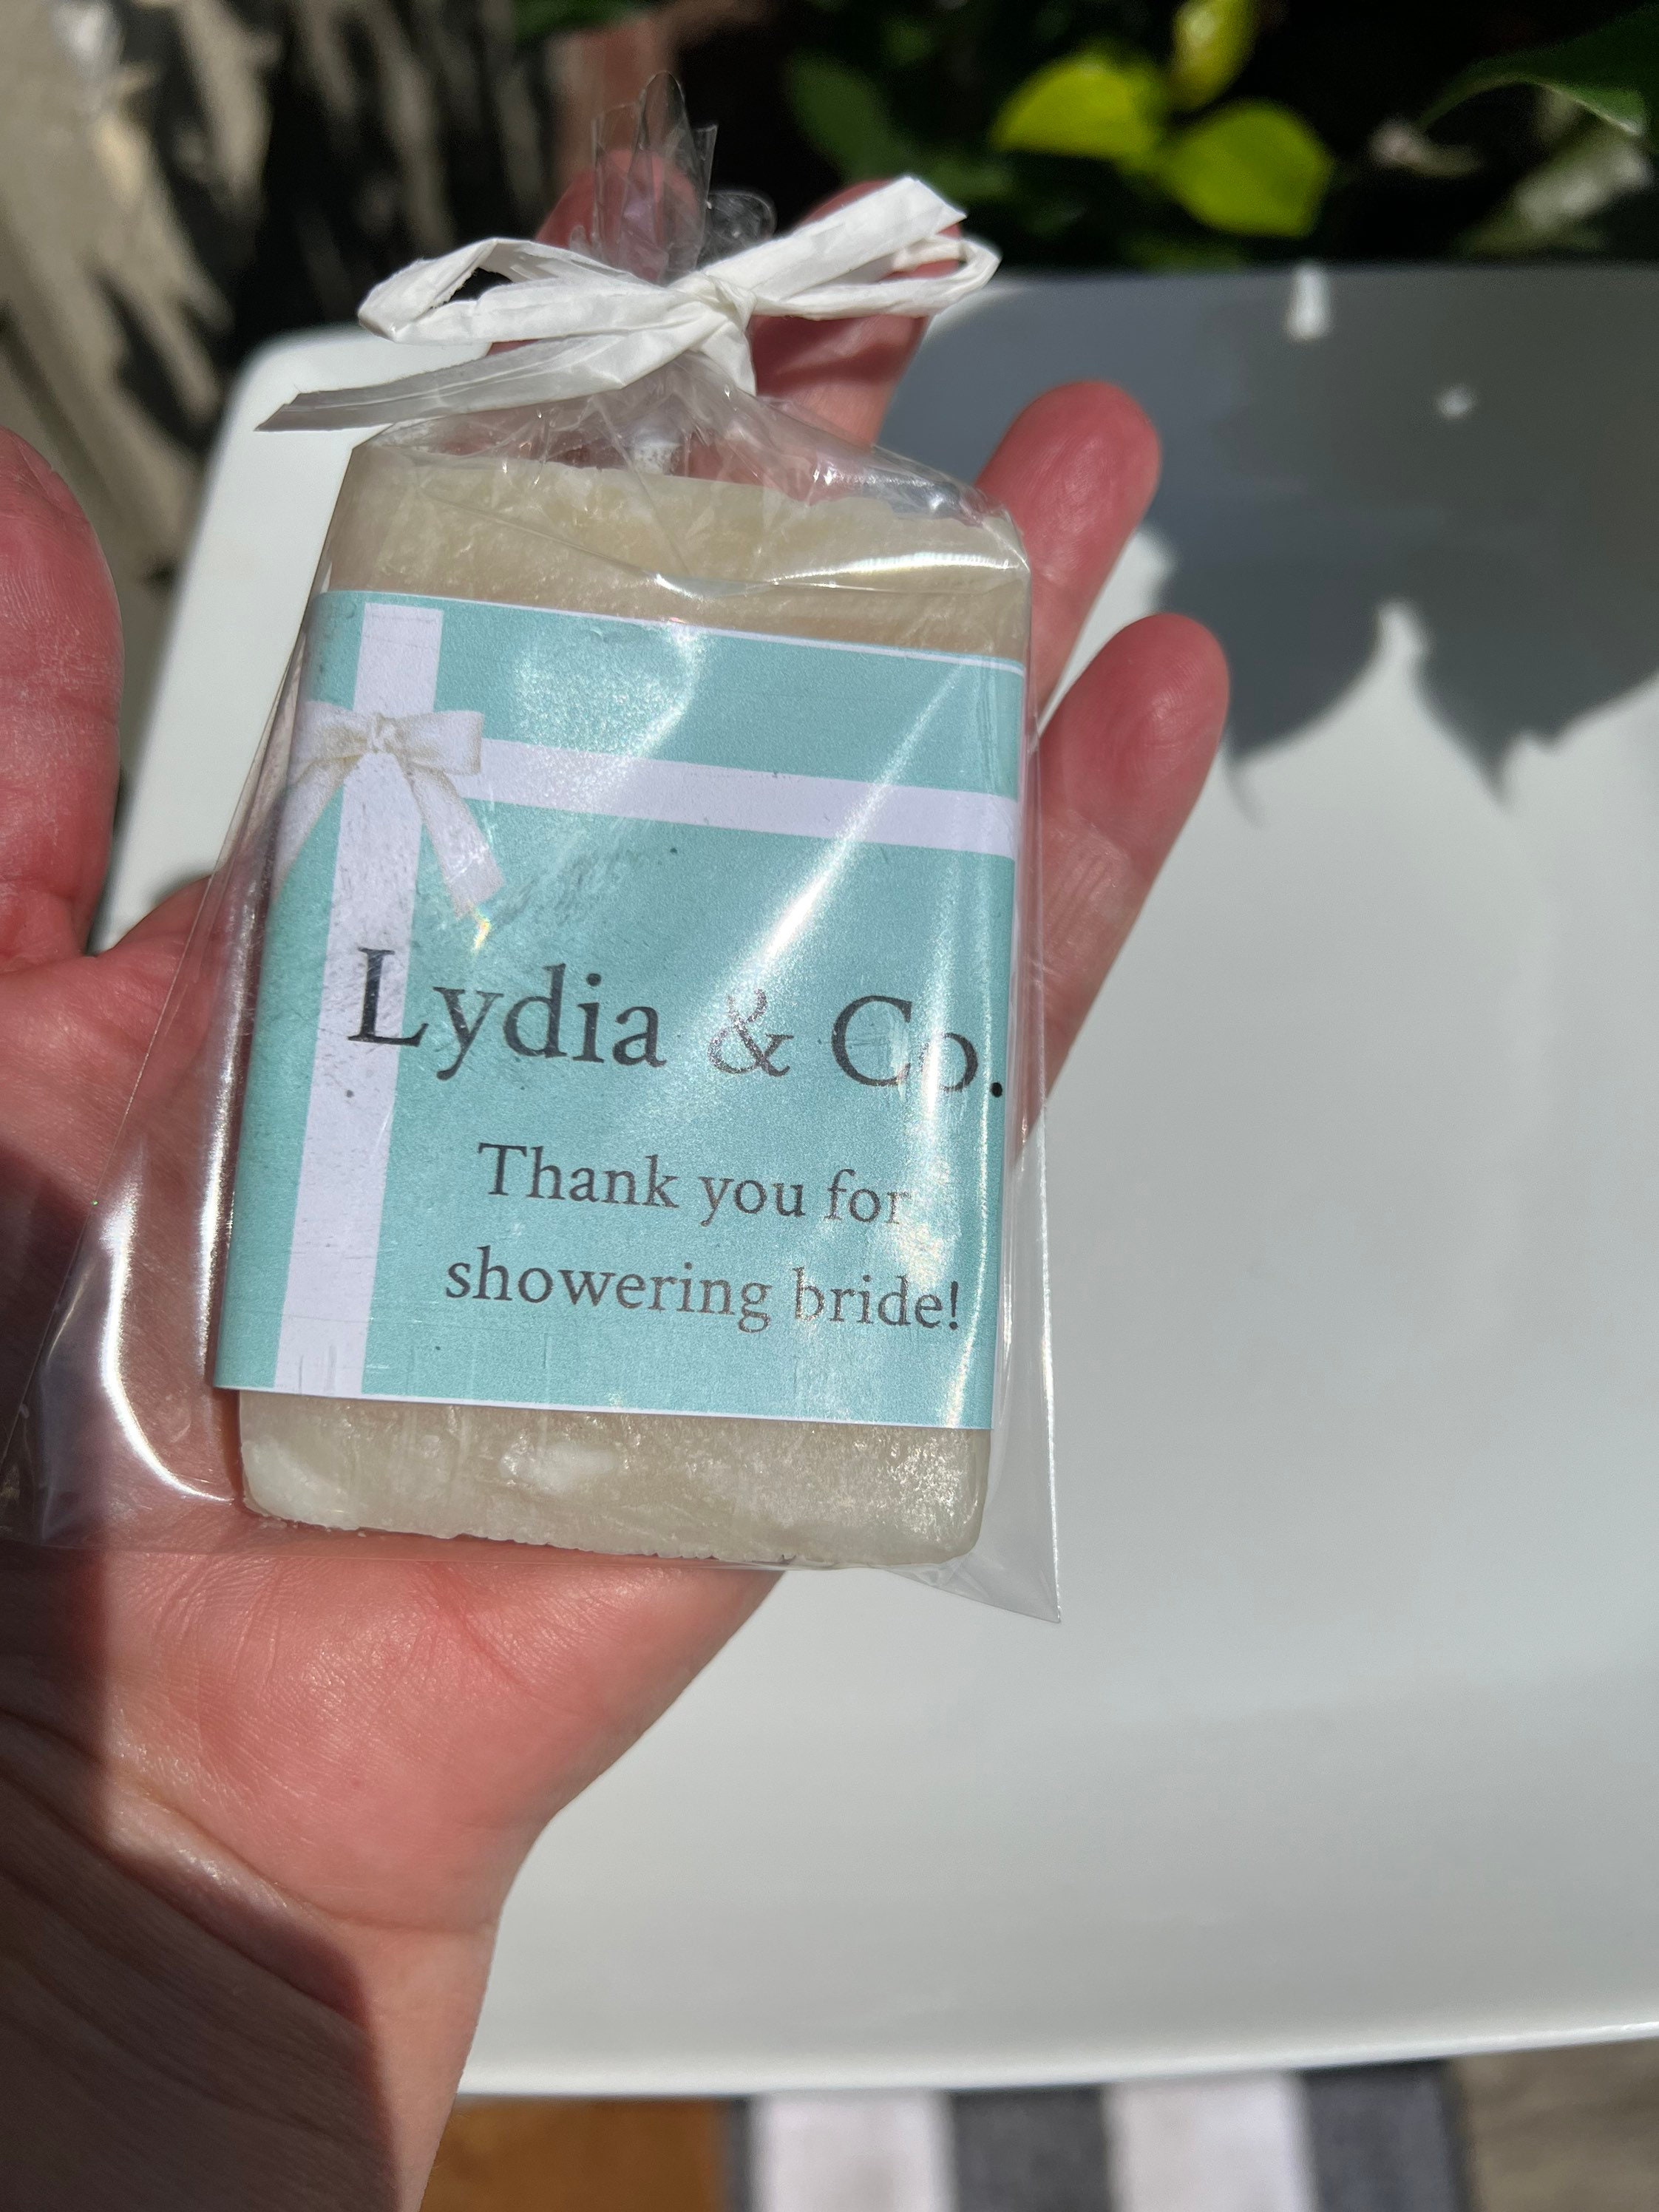 Lydia & Co.
Thank you for
showering bride!